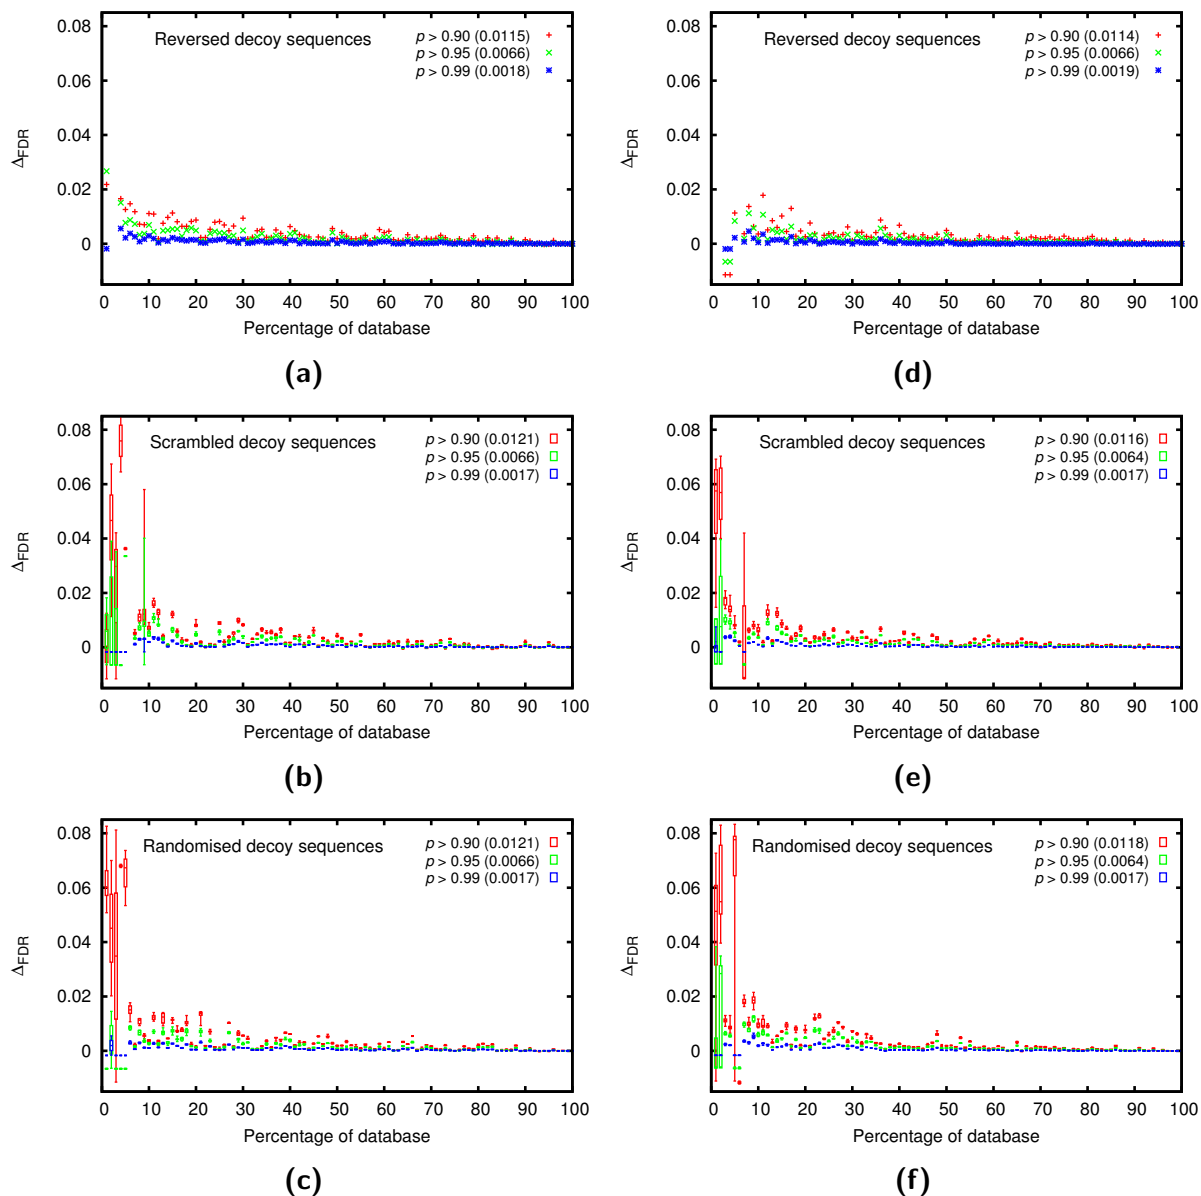 0.08
0.06
0.04
0.02
0
ΔFDR
Reversed decoy sequences
p > 0.90 (0.0115)
p > 0.95 (0.0066)
p > 0.99 (0.0018)
0 10 20 30 40 50 60 70 80 90 100
Percentage of database
(a)
0.08
0.06
0.04
0.02
0
ΔFDR
Reversed decoy sequences
p > 0.90 (0.0114)
p > 0.95 (0.0066)
p > 0.99 (0.0019)
0 10 20 30 40 50 60 70 80 90 100
Percentage of database
(d)
0.08
0.06
0.04
0.02
0
ΔFDR
Scrambled decoy sequences
p > 0.90 (0.0121)
p > 0.95 (0.0066)
p > 0.99 (0.0017)
0 10 20 30 40 50 60 70 80 90 100
Percentage of database
(b)
0.08
0.06
0.04
0.02
0
ΔFDR
Scrambled decoy sequences
p > 0.90 (0.0116)
p > 0.95 (0.0064)
p > 0.99 (0.0017)
0 10 20 30 40 50 60 70 80 90 100
Percentage of database
(e)
0.08
0.06
0.04
0.02
0
ΔFDR
Randomised decoy sequences
p > 0.90 (0.0121)
p > 0.95 (0.0066)
p > 0.99 (0.0017)
0 10 20 30 40 50 60 70 80 90 100
Percentage of database
(c)
0.08
0.06
0.04
0.02
0
ΔFDR
Randomised decoy sequences
p > 0.90 (0.0118)
p > 0.95 (0.0064)
p > 0.99 (0.0017)
0 10 20 30 40 50 60 70 80 90 100
Percentage of database
(f)